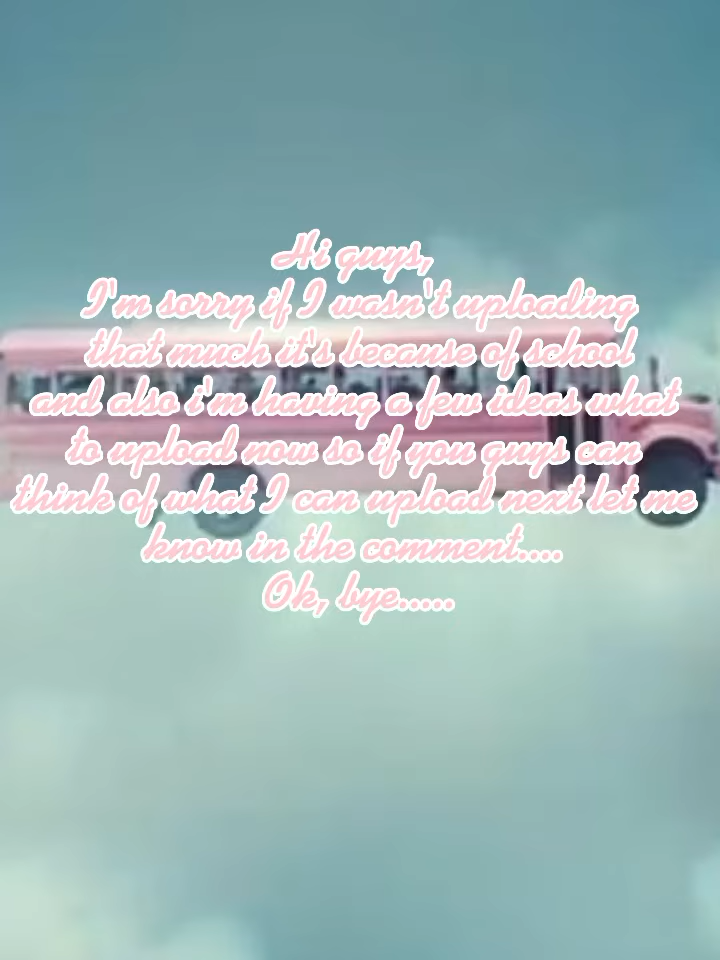 Hi guys,
I'm sorry if I wasn't uploading
that much it's because of school
and also i'm having a few ideas what
to upload now so if you guys can
think of what I can upload next let me
know in the comment....
Ok, bye.....